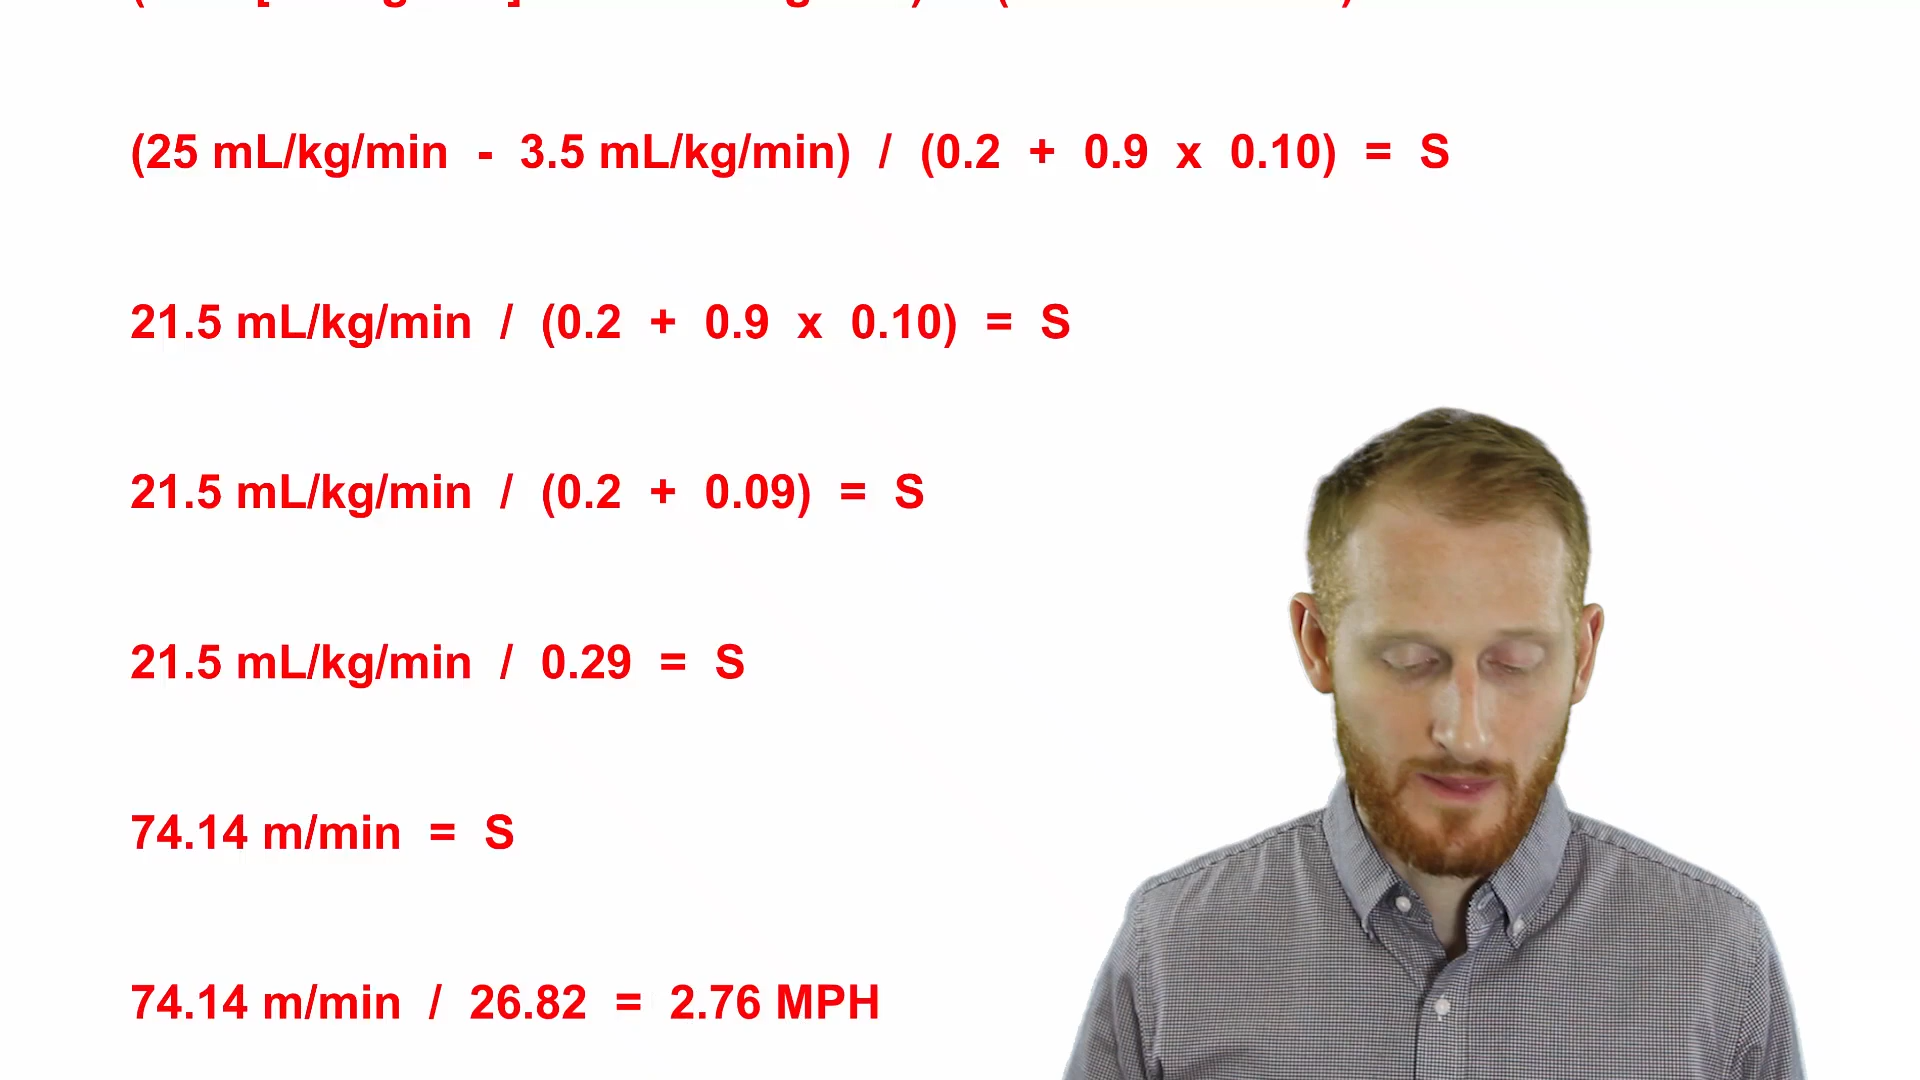 (25 mL/kg/min - 3.5 mL/kg/min) / (0.2 + 0.9 x 0.10) = S
21.5 mL/kg/min / (0.2 + 0.9 x 0.10) = S
21.5 mL/kg/min / (0.2 + 0.09) = S
21.5 mL/kg/min / 0.29 = S
74.14 m/min = S
74.14 m/min / 26.82 = 2.76 MPH